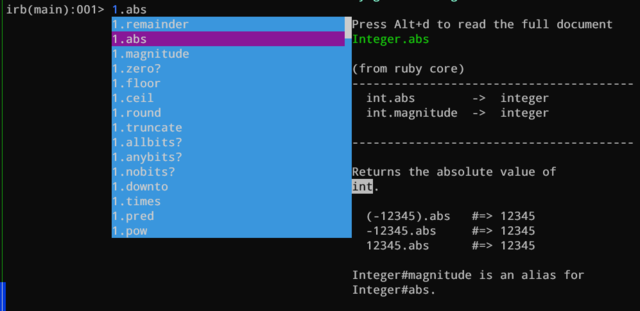 irb(main):001> 1.abs
1.remainder
1.abs
1.magnitude
1.zero?
1.floor
1.ceil
1.round
1.truncate
1.allbits?
1.anybits?
1.nobits?
1.downto
1.times
1.pred
1.pow
Press Alt+d to read the full document
Integer.abs
(from ruby core)
------------------------------------
int.abs -> integer
int.magnitude -> integer
------------------------------------
Returns the absolute value of
int.
(-12345).abs #=> 12345
-12345.abs #=> 12345
12345.abs #=> 12345
Integer#magnitude is an alias for
Integer#abs.